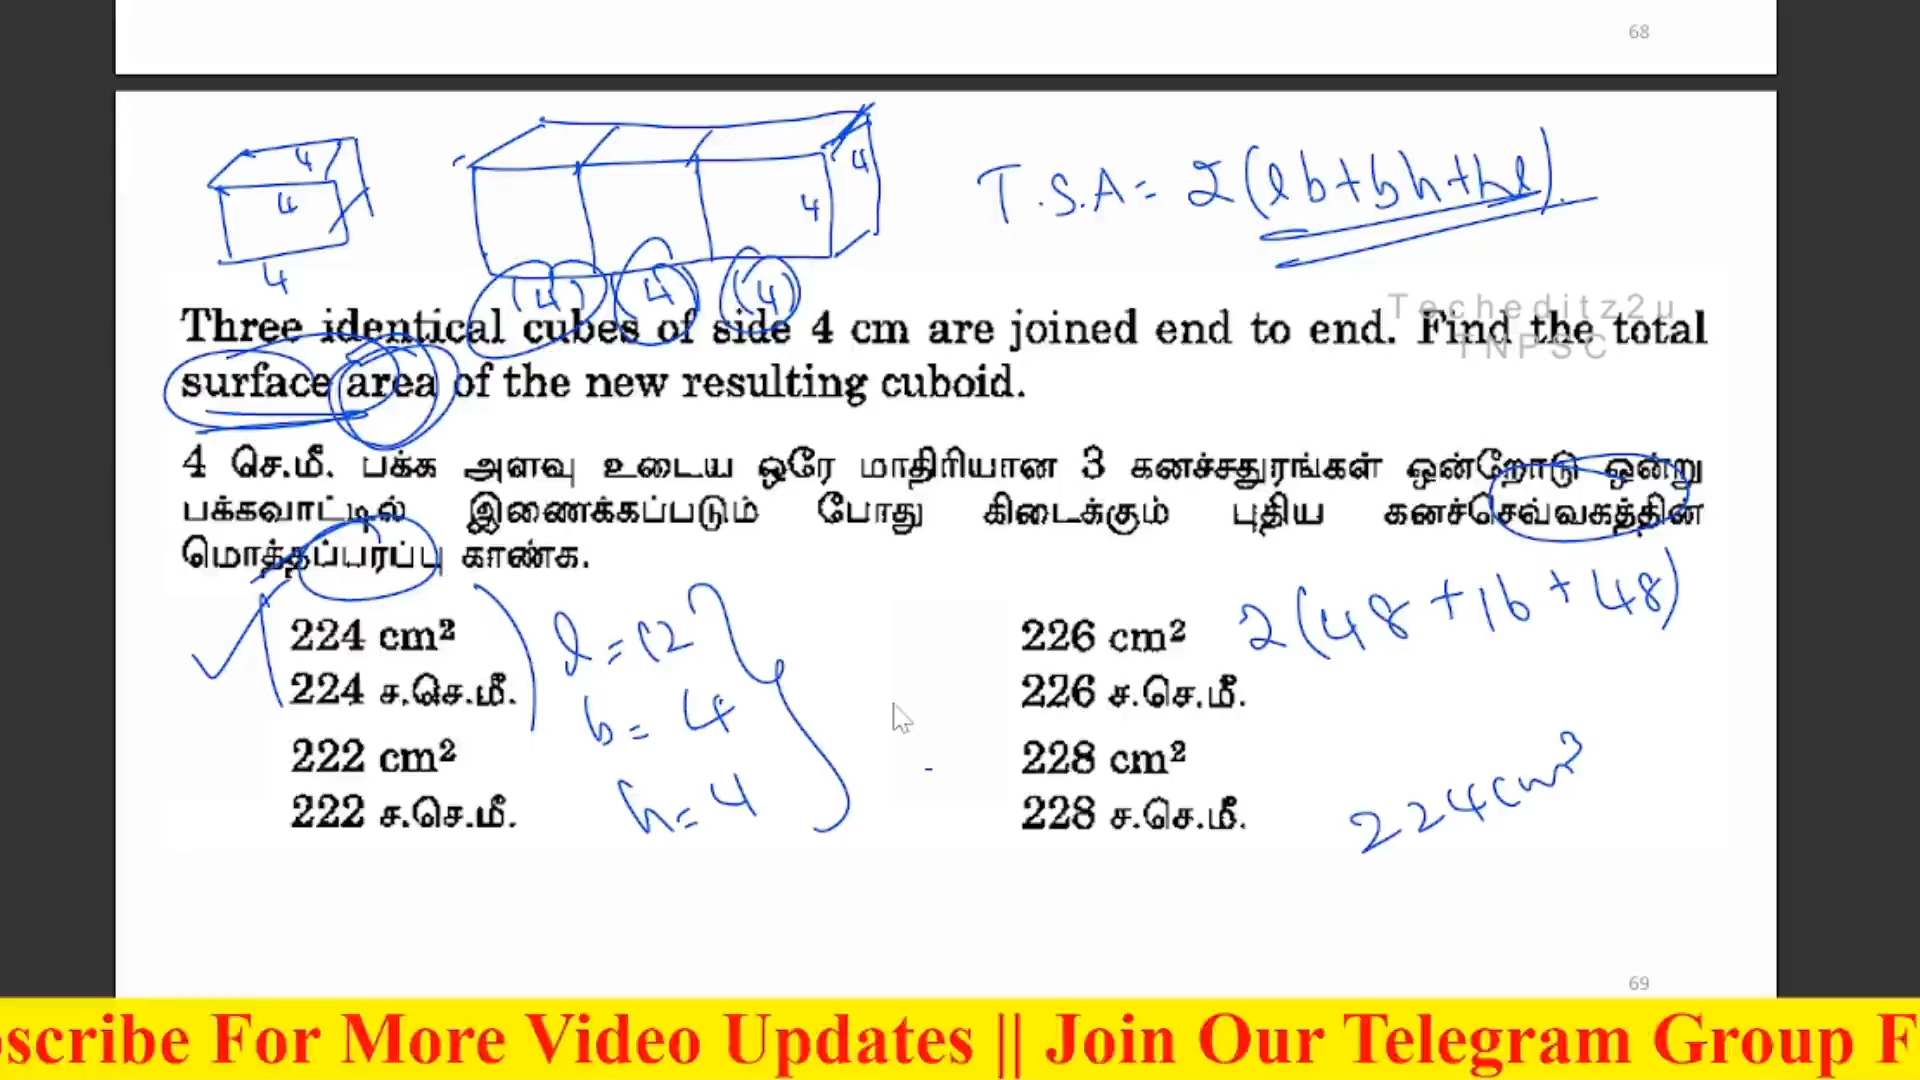 68
4
4
4
4
4
(4) (4) (4)
T.S.A = 2(lb+bh+hl)
Techeditz2u
TNPSC
Three identical cubes of side 4 cm are joined end to end. Find the total
surface area of the new resulting cuboid.
4 செ.மீ. பக்க அளவு உடைய ஒரே மாதிரியான 3 கனச்சதுரங்கள் ஒன்றோடு ஒன்று
பக்கவாட்டில் இணைக்கப்படும் போது கிடைக்கும் புதிய கனச்செவ்வகத்தின்
மொத்தப்பரப்பு காண்க.
224 cm²
224 ச.செ.மீ.
222 cm²
222 ச.செ.மீ.
l = 12
b = 4
h = 4
226 cm²
226 ச.செ.மீ.
228 cm²
228 ச.செ.மீ.
2(48+16+48)
224cm²
69
scribe For More Video Updates || Join Our Telegram Group F